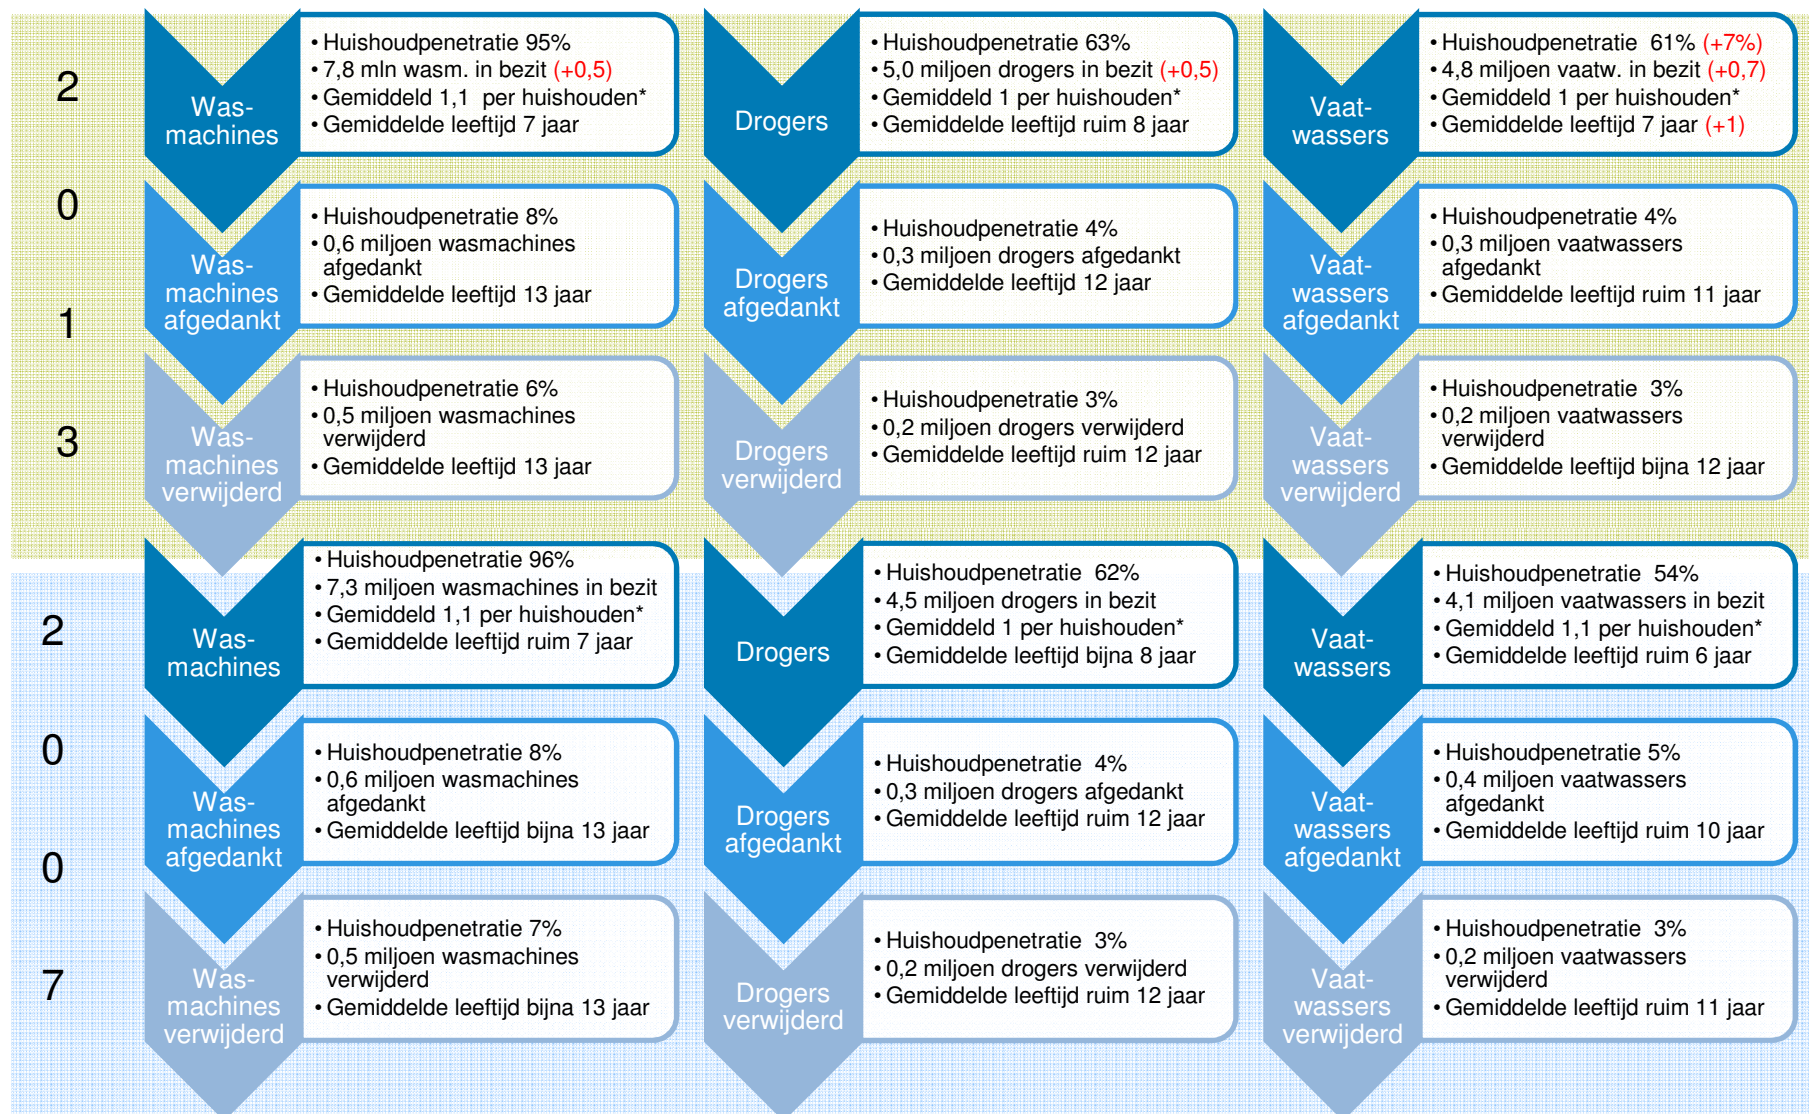 2
0
1
3
Was-
machines
• Huishoudpenetratie 95%
• 7,8 mln wasm. in bezit (+0,5)
• Gemiddeld 1,1 per huishouden*
• Gemiddelde leeftijd 7 jaar
Drogers
• Huishoudpenetratie 63%
• 5,0 miljoen drogers in bezit (+0,5)
• Gemiddeld 1 per huishouden*
• Gemiddelde leeftijd ruim 8 jaar
Vaat-
wassers
• Huishoudpenetratie 61% (+7%)
• 4,8 miljoen vaatw. in bezit (+0,7)
• Gemiddeld 1 per huishouden*
• Gemiddelde leeftijd 7 jaar (+1)
Was-
machines
afgedankt
• Huishoudpenetratie 8%
• 0,6 miljoen wasmachines
afgedankt
• Gemiddelde leeftijd 13 jaar
Drogers
afgedankt
• Huishoudpenetratie 4%
• 0,3 miljoen drogers afgedankt
• Gemiddelde leeftijd 12 jaar
Vaat-
wassers
afgedankt
• Huishoudpenetratie 4%
• 0,3 miljoen vaatwassers
afgedankt
• Gemiddelde leeftijd ruim 11 jaar
Was-
machines
verwijderd
• Huishoudpenetratie 6%
• 0,5 miljoen wasmachines
verwijderd
• Gemiddelde leeftijd 13 jaar
Drogers
verwijderd
• Huishoudpenetratie 3%
• 0,2 miljoen drogers verwijderd
• Gemiddelde leeftijd ruim 12 jaar
Vaat-
wassers
verwijderd
• Huishoudpenetratie 3%
• 0,2 miljoen vaatwassers
verwijderd
• Gemiddelde leeftijd bijna 12 jaar
2
0
0
7
Was-
machines
• Huishoudpenetratie 96%
• 7,3 miljoen wasmachines in bezit
• Gemiddeld 1,1 per huishouden*
• Gemiddelde leeftijd ruim 7 jaar
Drogers
• Huishoudpenetratie 62%
• 4,5 miljoen drogers in bezit
• Gemiddeld 1 per huishouden*
• Gemiddelde leeftijd bijna 8 jaar
Vaat-
wassers
• Huishoudpenetratie 54%
• 4,1 miljoen vaatwassers in bezit
• Gemiddeld 1,1 per huishouden*
• Gemiddelde leeftijd ruim 6 jaar
Was-
machines
afgedankt
• Huishoudpenetratie 8%
• 0,6 miljoen wasmachines
afgedankt
• Gemiddelde leeftijd bijna 13 jaar
Drogers
afgedankt
• Huishoudpenetratie 4%
• 0,3 miljoen drogers afgedankt
• Gemiddelde leeftijd ruim 12 jaar
Vaat-
wassers
afgedankt
• Huishoudpenetratie 5%
• 0,4 miljoen vaatwassers
afgedankt
• Gemiddelde leeftijd ruim 10 jaar
Was-
machines
verwijderd
• Huishoudpenetratie 7%
• 0,5 miljoen wasmachines
verwijderd
• Gemiddelde leeftijd bijna 13 jaar
Drogers
verwijderd
• Huishoudpenetratie 3%
• 0,2 miljoen drogers verwijderd
• Gemiddelde leeftijd ruim 12 jaar
Vaat-
wassers
verwijderd
• Huishoudpenetratie 3%
• 0,2 miljoen vaatwassers
verwijderd
• Gemiddelde leeftijd ruim 11 jaar